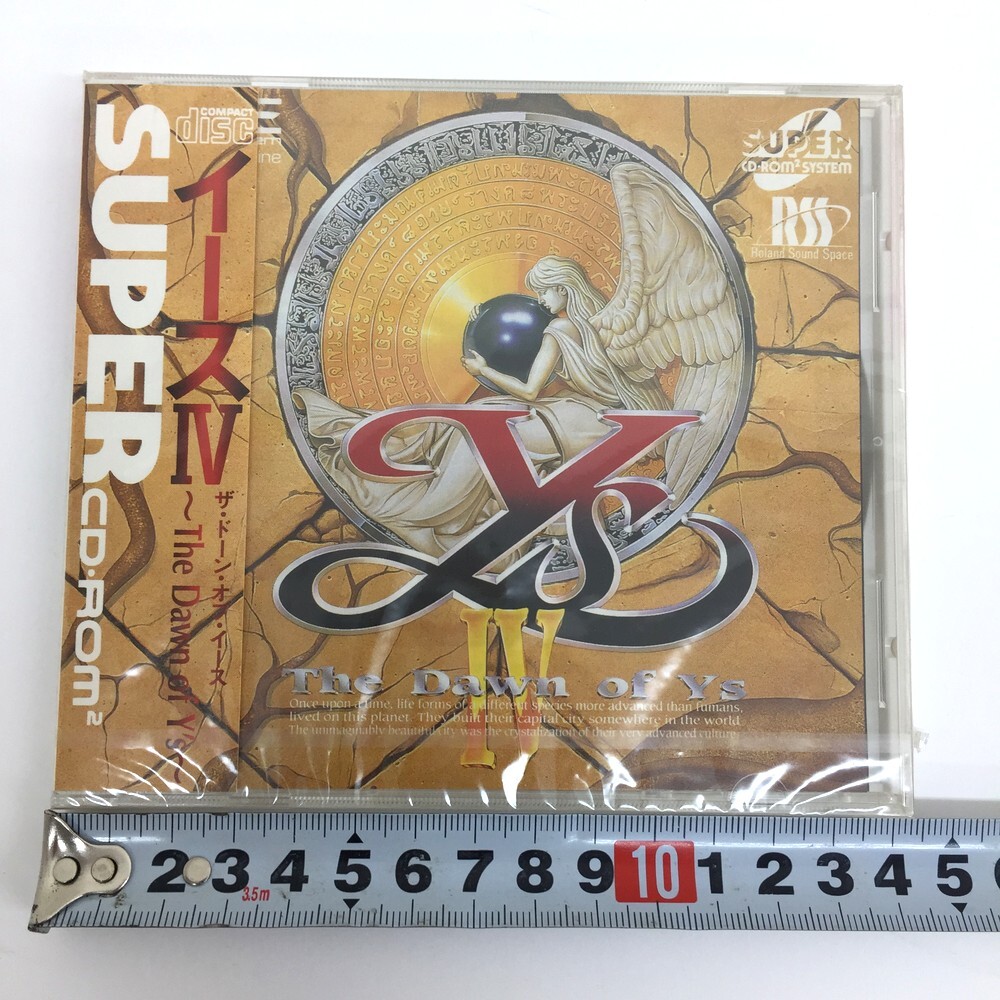 SUPER CD-ROM²
COMPACT
disc
イースIV
ザ・ドーン・オブ・イース
～The Dawn of Ys～
SUPER
CD-ROM² SYSTEM
RSS
Roland Sound Space
Ys
IV
The Dawn of Ys
Once upon a time, life forms of a different species more advanced than humans,
lived on this planet. They built their capital city somewhere in the world
The unimaginably beautiful city was the crystalization of their very advanced culture.
2 3 4 5 6 7 8 9 10 1 2 3 4 5
3.5m